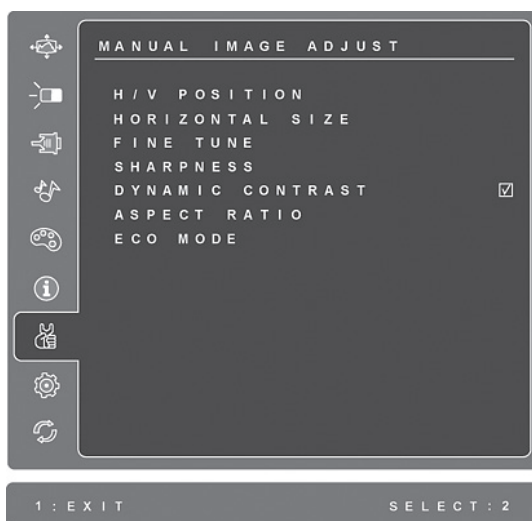 MANUAL IMAGE ADJUST
H/V POSITION
HORIZONTAL SIZE
FINE TUNE
SHARPNESS
DYNAMIC CONTRAST
ASPECT RATIO
ECO MODE
1:EXIT SELECT:2